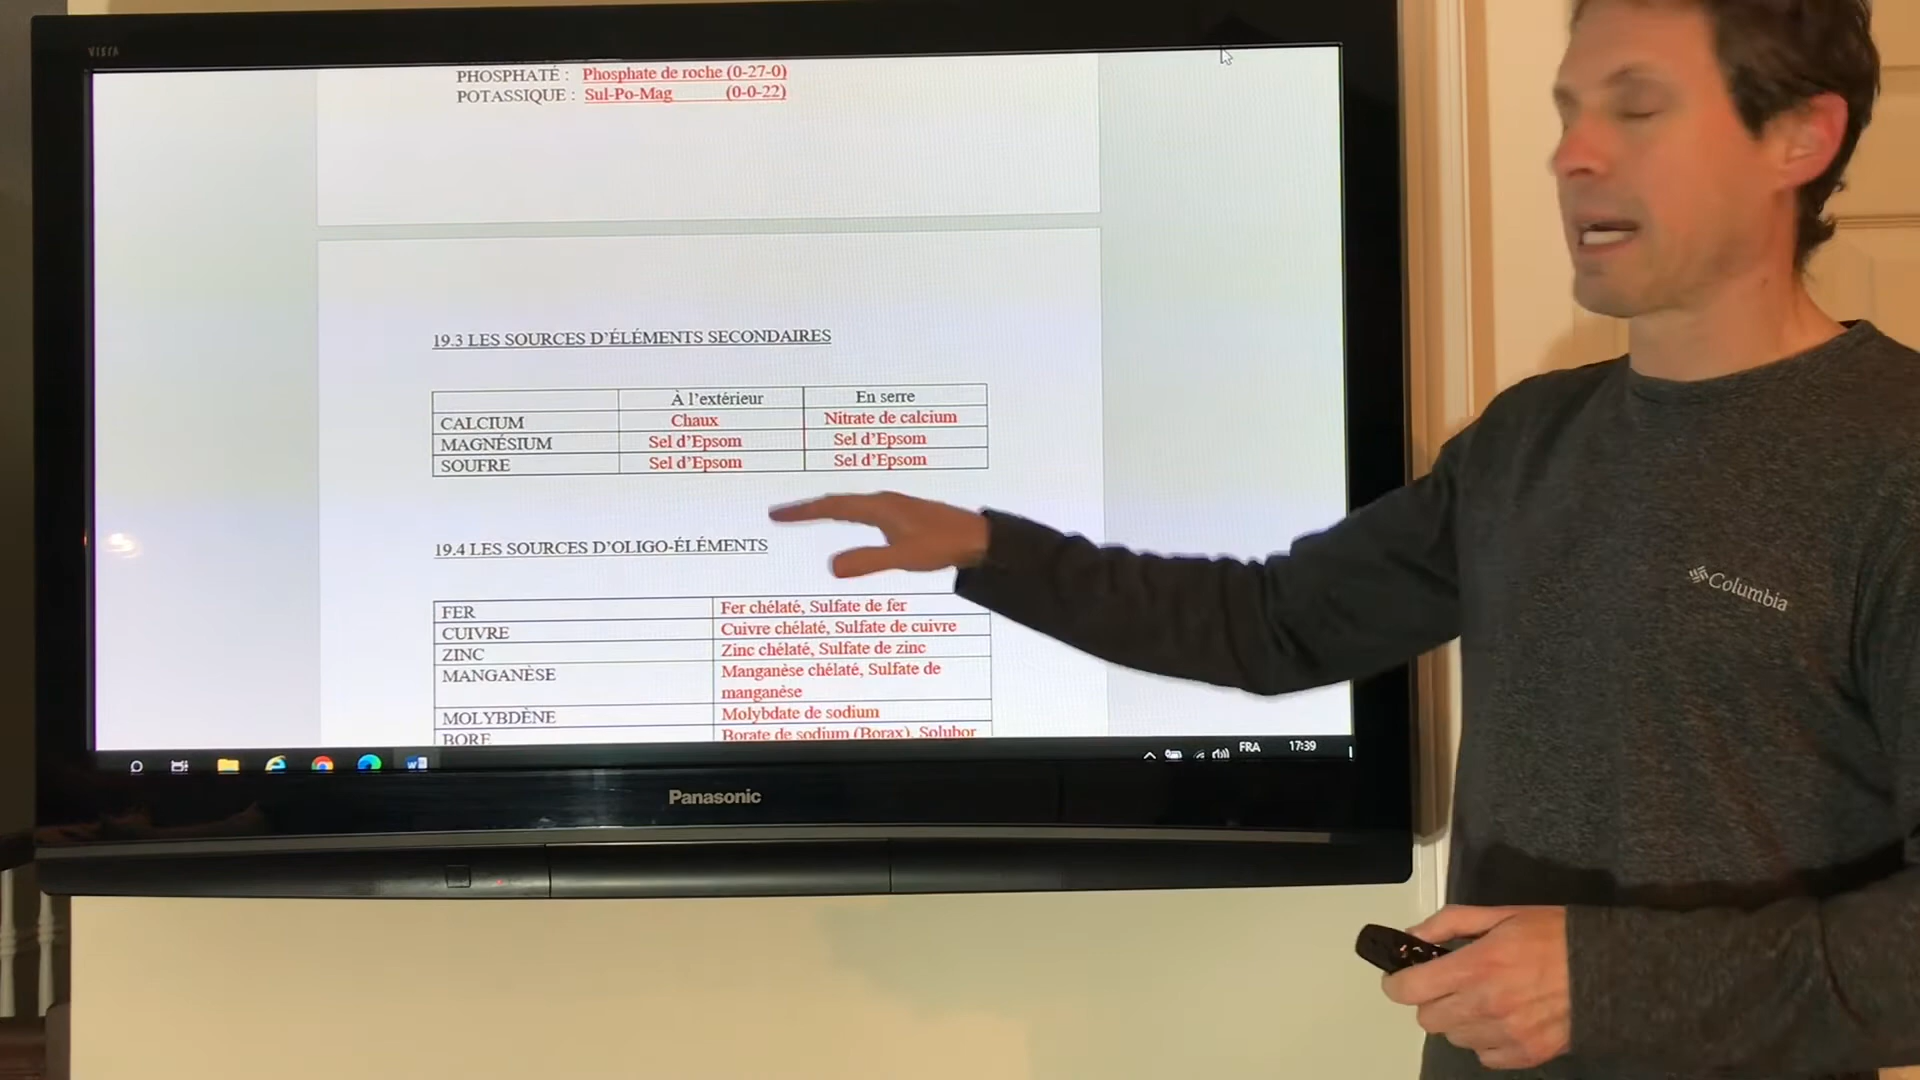 VIERA
PHOSPHATÉ : Phosphate de roche (0-27-0)
POTASSIQUE : Sul-Po-Mag (0-0-22)
19.3 LES SOURCES D'ÉLÉMENTS SECONDAIRES
À l'extérieur En serre
CALCIUM Chaux Nitrate de calcium
MAGNÉSIUM Sel d'Epsom Sel d'Epsom
SOUFRE Sel d'Epsom Sel d'Epsom
19.4 LES SOURCES D'OLIGO-ÉLÉMENTS
FER Fer chélaté, Sulfate de fer
CUIVRE Cuivre chélaté, Sulfate de cuivre
ZINC Zinc chélaté, Sulfate de zinc
MANGANÈSE Manganèse chélaté, Sulfate de
manganèse
MOLYBDÈNE Molybdate de sodium
BORE Borate de sodium (Borax), Solubor
FRA 17:39
Panasonic
Columbia